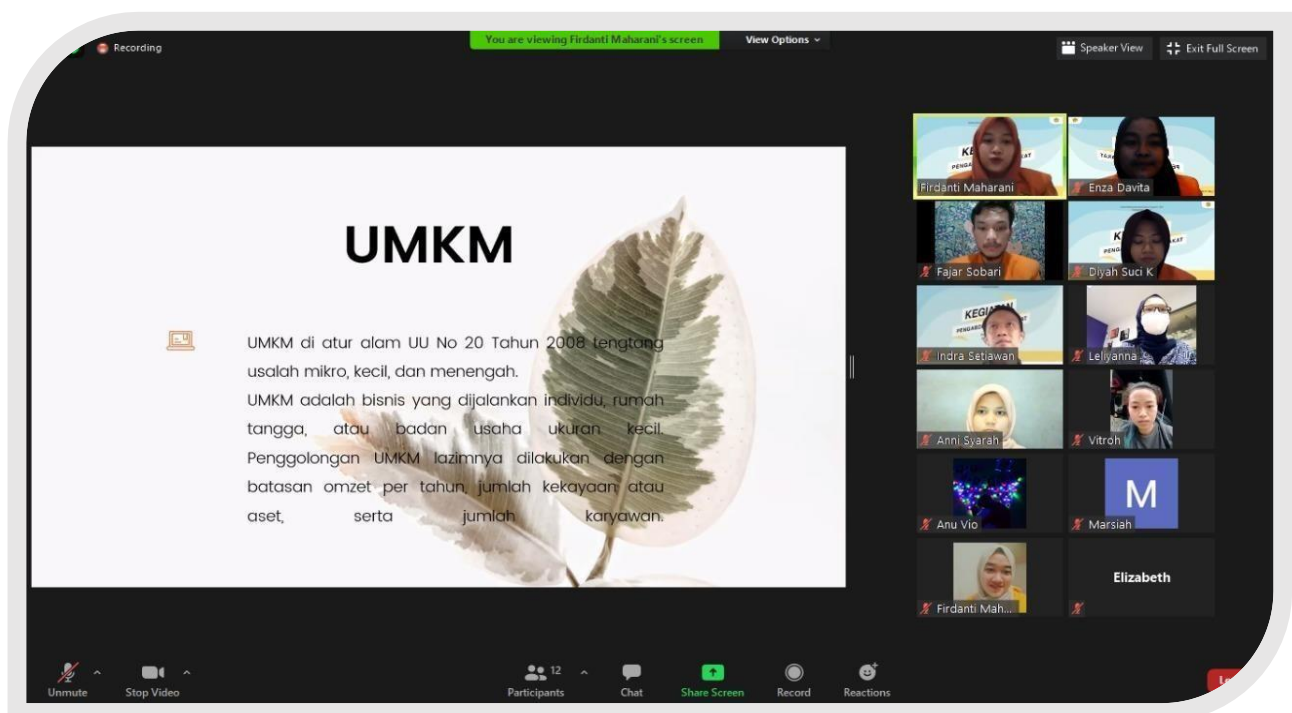 Recording
You are viewing Firdanti Maharani's screen
View Options
Speaker View
Exit Full Screen
UMKM
UMKM di atur alam UU No 20 Tahun 2008 tengtang
usalah mikro, kecil, dan menengah.
UMKM adalah bisnis yang dijalankan individu, rumah
tangga, atau badan usaha ukuran kecil.
Penggolongan UMKM lazimnya dilakukan dengan
batasan omzet per tahun, jumlah kekayaan atau
aset, serta jumlah karyawan.
Firdanti Maharani
Enza Davita
Fajar Sobari
Diyah Suci K
Indra Setiawan
Leliyanna
Anni Syarah
Vitroh
Anu Vio
M
Marsiah
Firdanti Mah...
Elizabeth
Unmute
Stop Video
12
Participants
Chat
Share Screen
Record
Reactions